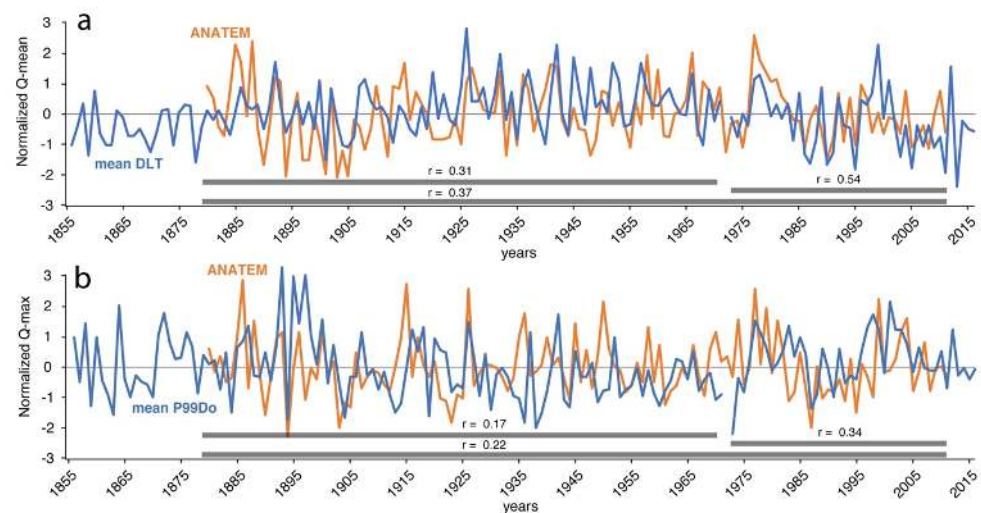 a
ANATEM
Normalized Q-mean
3
2
1
0
-1
-2
-3
mean DLT
r = 0.31
r = 0.54
r = 0.37
1855 1865 1875 1885 1895 1905 1915 1925 1935 1945 1955 1965 1975 1985 1995 2005 2015
years
b
ANATEM
Normalized Q-max
3
2
1
0
-1
-2
-3
mean P99Do
r = 0.17
r = 0.34
r = 0.22
1855 1865 1875 1885 1895 1905 1915 1925 1935 1945 1955 1965 1975 1985 1995 2005 2015
years